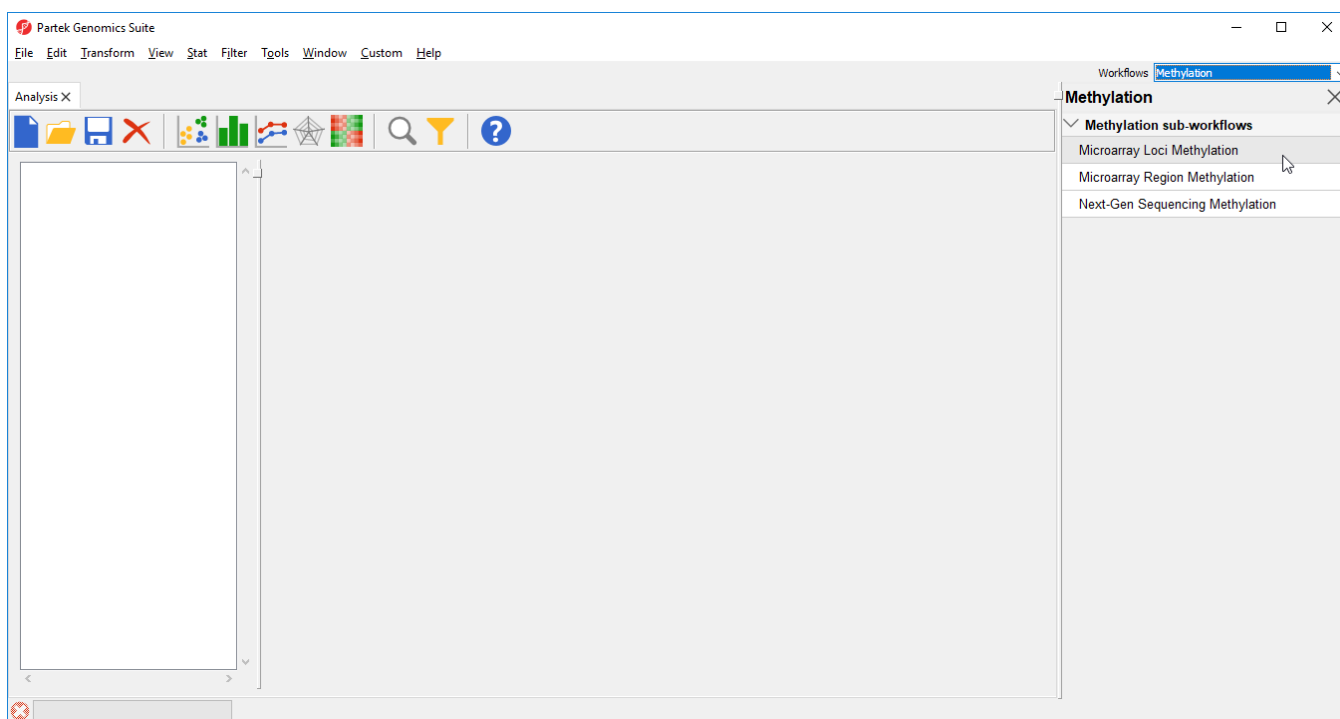 Partek Genomics Suite
File Edit Transform View Stat Filter Tools Window Custom Help
Workflows Methylation
Analysis
Methylation
Methylation sub-workflows
Microarray Loci Methylation
Microarray Region Methylation
Next-Gen Sequencing Methylation